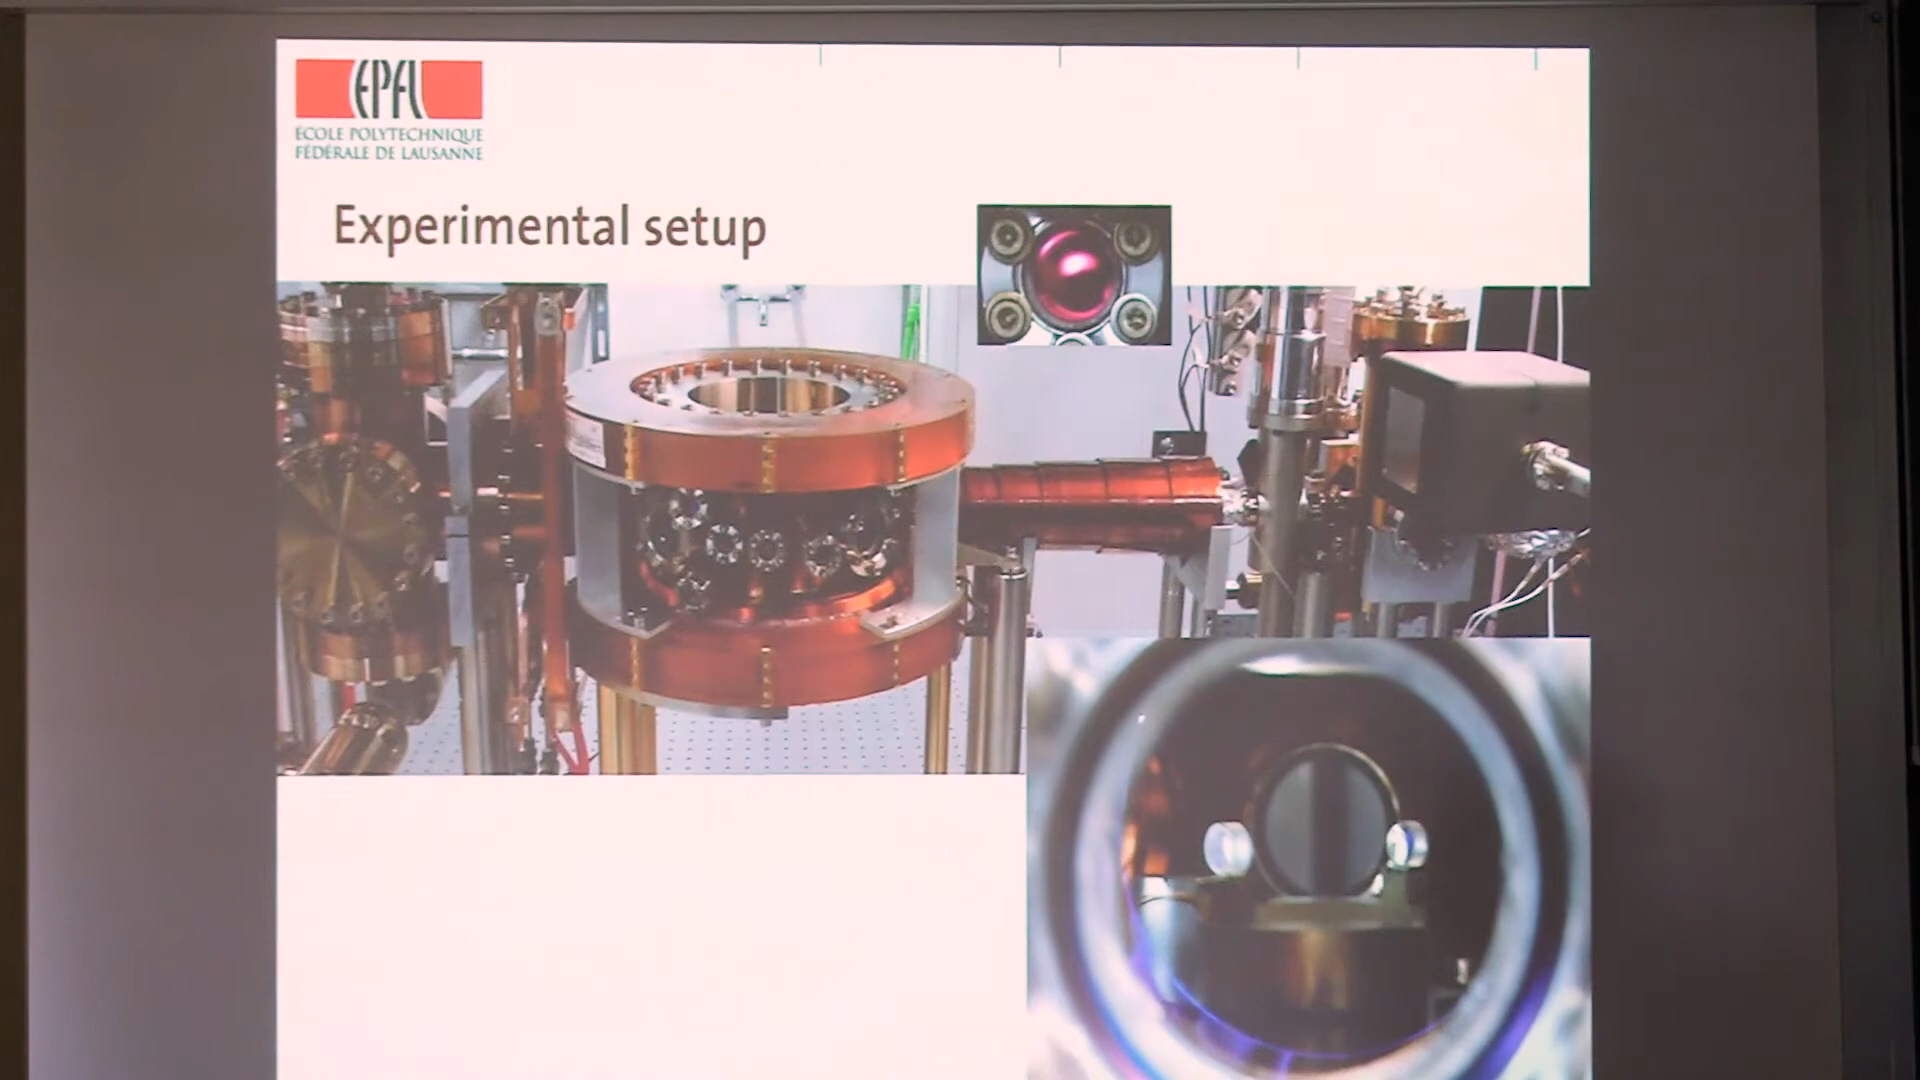 EPFL
ÉCOLE POLYTECHNIQUE
FÉDÉRALE DE LAUSANNE
Experimental setup